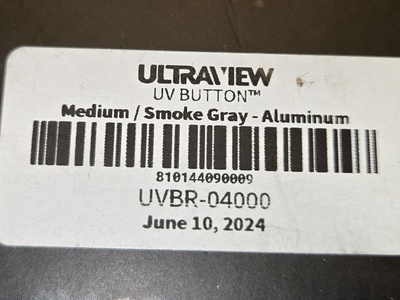 ULTRAVIEW
UV BUTTON™
Medium / Smoke Gray - Aluminum
810144090009
UVBR-04000
June 10, 2024